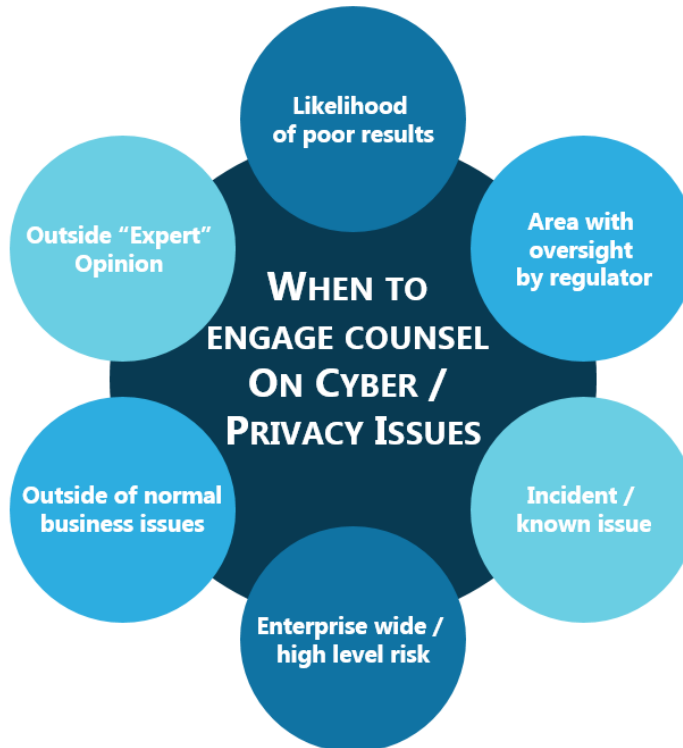 Likelihood
of poor results
Outside “Expert”
Opinion
Area with
oversight
by regulator
WHEN TO
ENGAGE COUNSEL
ON CYBER /
PRIVACY ISSUES
Outside of normal
business issues
Incident /
known issue
Enterprise wide /
high level risk